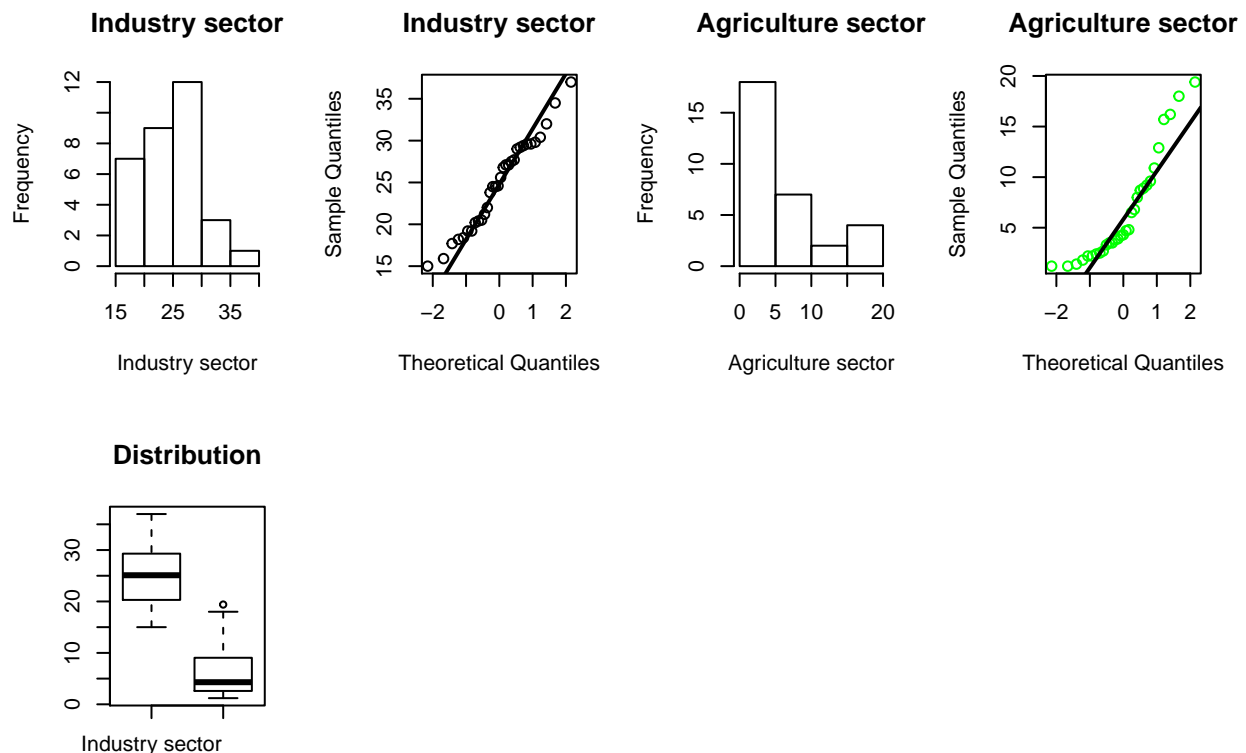 Industry sector
Frequency
12
10
8
6
4
2
0
15 25 35
Industry sector
Industry sector
Sample Quantiles
35
30
25
20
15
−2 0 1 2
Theoretical Quantiles
Agriculture sector
Frequency
15
10
5
0
0 5 10 20
Agriculture sector
Agriculture sector
Sample Quantiles
20
15
10
5
−2 0 1 2
Theoretical Quantiles
Distribution
30
20
10
0
Industry sector